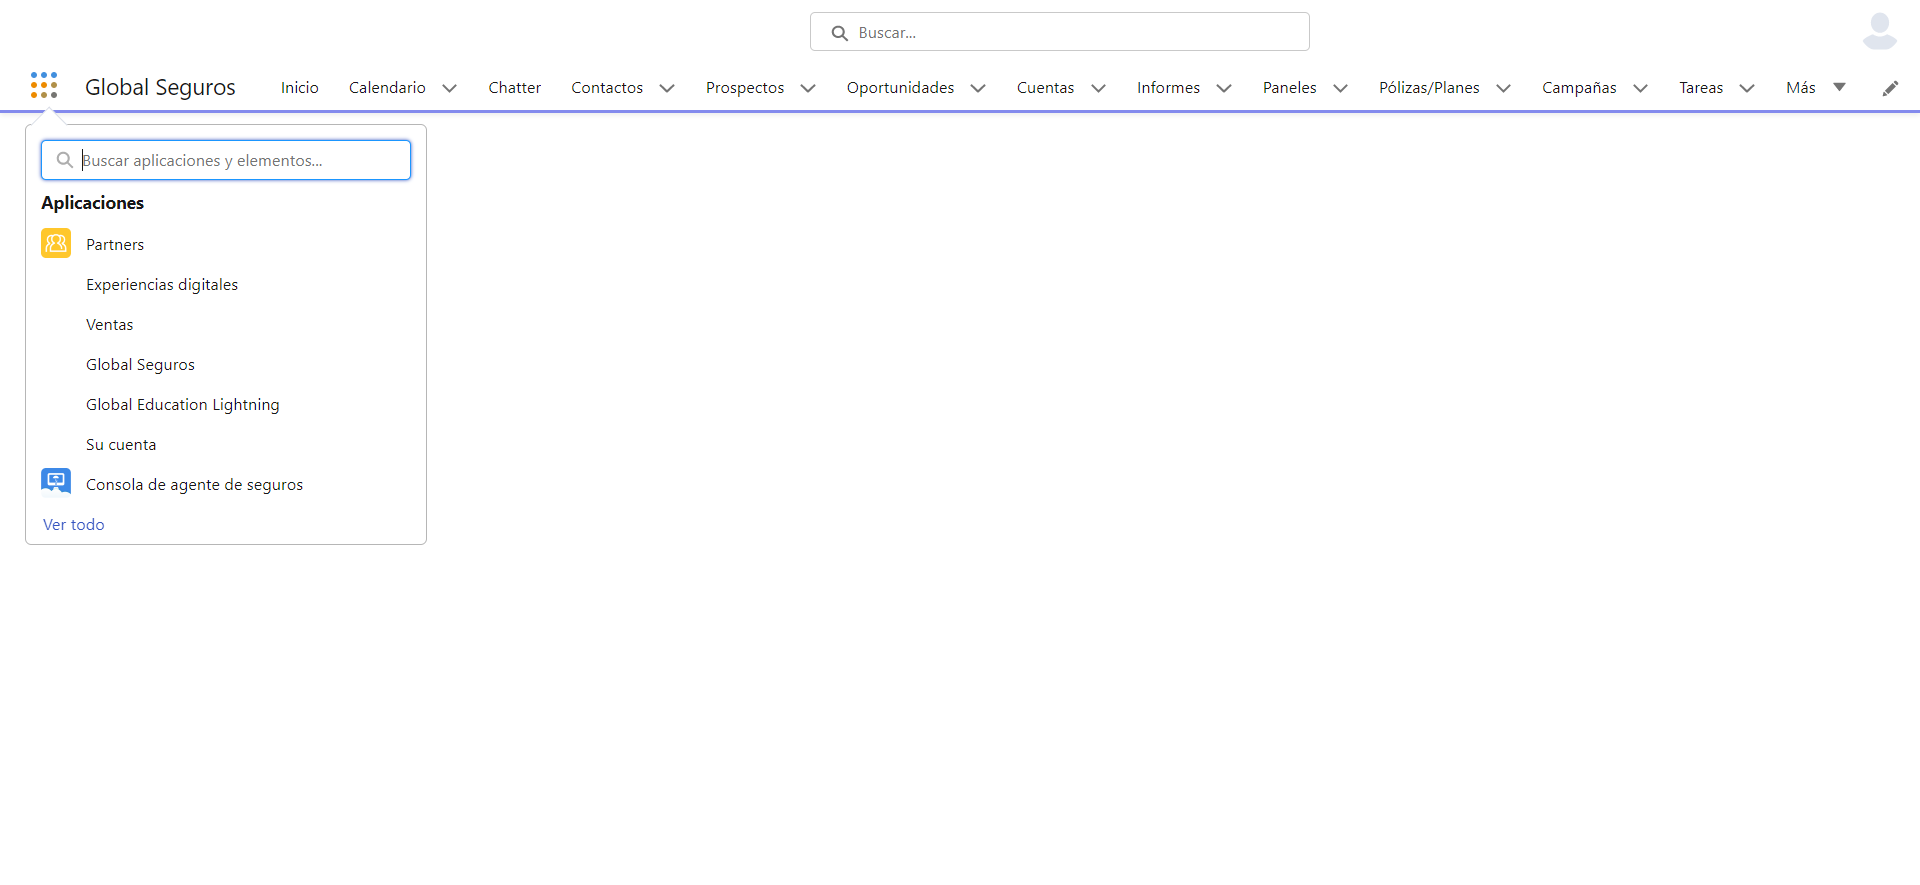 Buscar...
Global Seguros Inicio Calendario Chatter Contactos Prospectos Oportunidades Cuentas Informes Paneles Pólizas/Planes Campañas Tareas Más
Buscar aplicaciones y elementos...
Aplicaciones
Partners
Experiencias digitales
Ventas
Global Seguros
Global Education Lightning
Su cuenta
Consola de agente de seguros
Ver todo